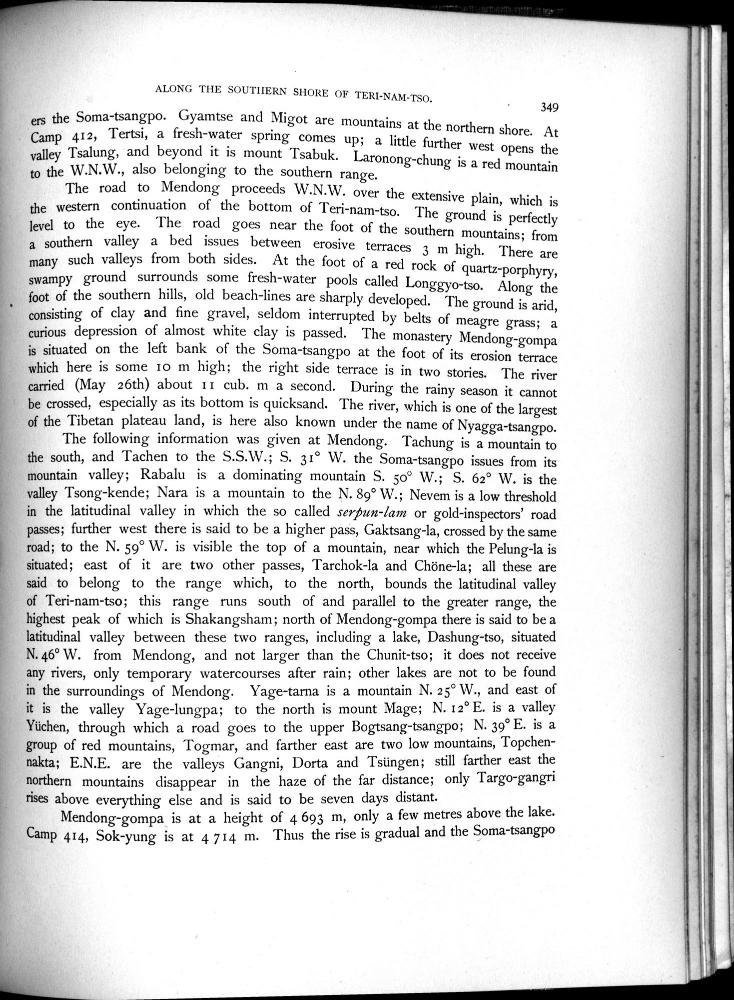 ALONG THE SOUTHERN SHORE OF TERI-NAM-TSO.
349
ers the Soma-tsangpo. Gyamtse and Migot are mountains at the northern shore. At
Camp 412, Tertsi, a fresh-water spring comes up; a little further west opens the
valley Tsalung, and beyond it is mount Tsabuk. Laronong-chung is a red mountain
to the W.N.W., also belonging to the southern range.
The road to Mendong proceeds W.N.W. over the extensive plain, which is
the western continuation of the bottom of Teri-nam-tso. The ground is perfectly
level to the eye. The road goes near the foot of the southern mountains; from
a southern valley a bed issues between erosive terraces 3 m high. There are
many such valleys from both sides. At the foot of a red rock of quartz-porphyry,
swampy ground surrounds some fresh-water pools called Longgyo-tso. Along the
foot of the southern hills, old beach-lines are sharply developed. The ground is arid,
consisting of clay and fine gravel, seldom interrupted by belts of meagre grass; a
curious depression of almost white clay is passed. The monastery Mendong-gompa
is situated on the left bank of the Soma-tsangpo at the foot of its erosion terrace
which here is some 10 m high; the right side terrace is in two stories. The river
carried (May 26th) about 11 cub. m a second. During the rainy season it cannot
be crossed, especially as its bottom is quicksand. The river, which is one of the largest
of the Tibetan plateau land, is here also known under the name of Nyagga-tsangpo.
The following information was given at Mendong. Tachung is a mountain to
the south, and Tachen to the S.S.W.; S. 31° W. the Soma-tsangpo issues from its
mountain valley; Rabalu is a dominating mountain S. 50° W.; S. 62° W. is the
valley Tsong-kende; Nara is a mountain to the N. 89° W.; Nevem is a low threshold
in the latitudinal valley in which the so called serpun-lam or gold-inspectors' road
passes; further west there is said to be a higher pass, Gaktsang-la, crossed by the same
road; to the N. 59° W. is visible the top of a mountain, near which the Pelung-la is
situated; east of it are two other passes, Tarchok-la and Chöne-la; all these are
said to belong to the range which, to the north, bounds the latitudinal valley
of Teri-nam-tso; this range runs south of and parallel to the greater range, the
highest peak of which is Shakangsham; north of Mendong-gompa there is said to be a
latitudinal valley between these two ranges, including a lake, Dashung-tso, situated
N. 46° W. from Mendong, and not larger than the Chunit-tso; it does not receive
any rivers, only temporary watercourses after rain; other lakes are not to be found
in the surroundings of Mendong. Yage-tama is a mountain N. 25° W., and east of
it is the valley Yage-lungpa; to the north is mount Mage; N. 12° E. is a valley
Yüchen, through which a road goes to the upper Bogtsang-tsangpo; N. 39° E. is a
group of red mountains, Togmar, and farther east are two low mountains, Topchen-
nakta; E.N.E. are the valleys Gangni, Dorta and Tsüngen; still farther east the
northern mountains disappear in the haze of the far distance; only Targo-gangri
rises above everything else and is said to be seven days distant.
Mendong-gompa is at a height of 4 693 m, only a few metres above the lake.
Camp 414, Sok-yung is at 4 714 m. Thus the rise is gradual and the Soma-tsangpo